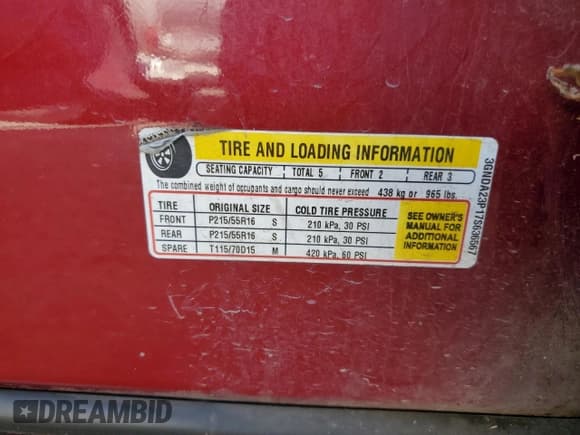 TIRE AND LOADING INFORMATION
SEATING CAPACITY TOTAL 5 FRONT 2 REAR 3
The combined weight of occupants and cargo should never exceed 438 kg or 965 lbs.
TIRE ORIGINAL SIZE COLD TIRE PRESSURE
FRONT P215/55R16 S 210 kPa, 30 PSI
REAR P215/55R16 S 210 kPa, 30 PSI
SPARE T115/70D15 M 420 kPa, 60 PSI
SEE OWNER'S
MANUAL FOR
ADDITIONAL
INFORMATION
3GNDA23P17S636567
DREAMBID